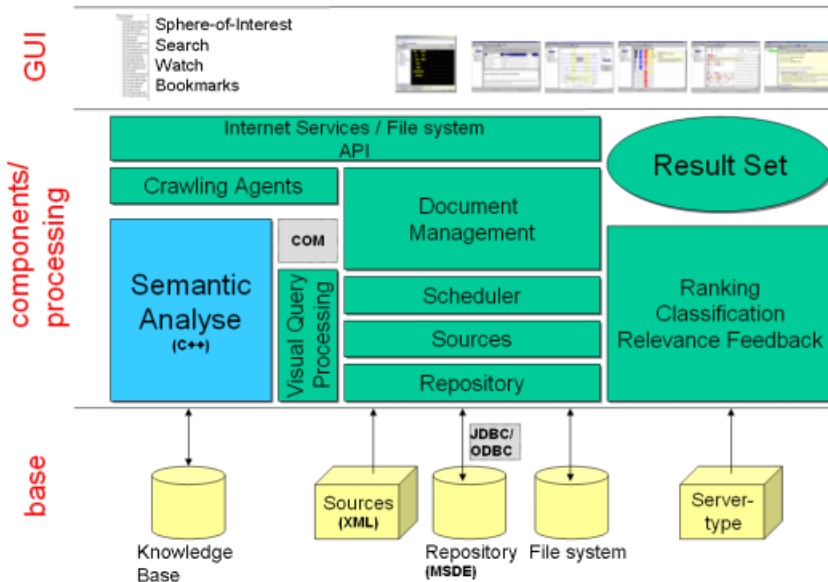 GUI
Sphere-of-Interest
Search
Watch
Bookmarks
components/
processing
Internet Services / File system
API
Crawling Agents
Document
Management
Result Set
COM
Semantic
Analyse
(C++)
Visual Query
Processing
Scheduler
Sources
Repository
Ranking
Classification
Relevance Feedback
base
JDBC/
ODBC
Knowledge
Base
Sources
(XML)
Repository
(MSDE)
File system
Server-
type